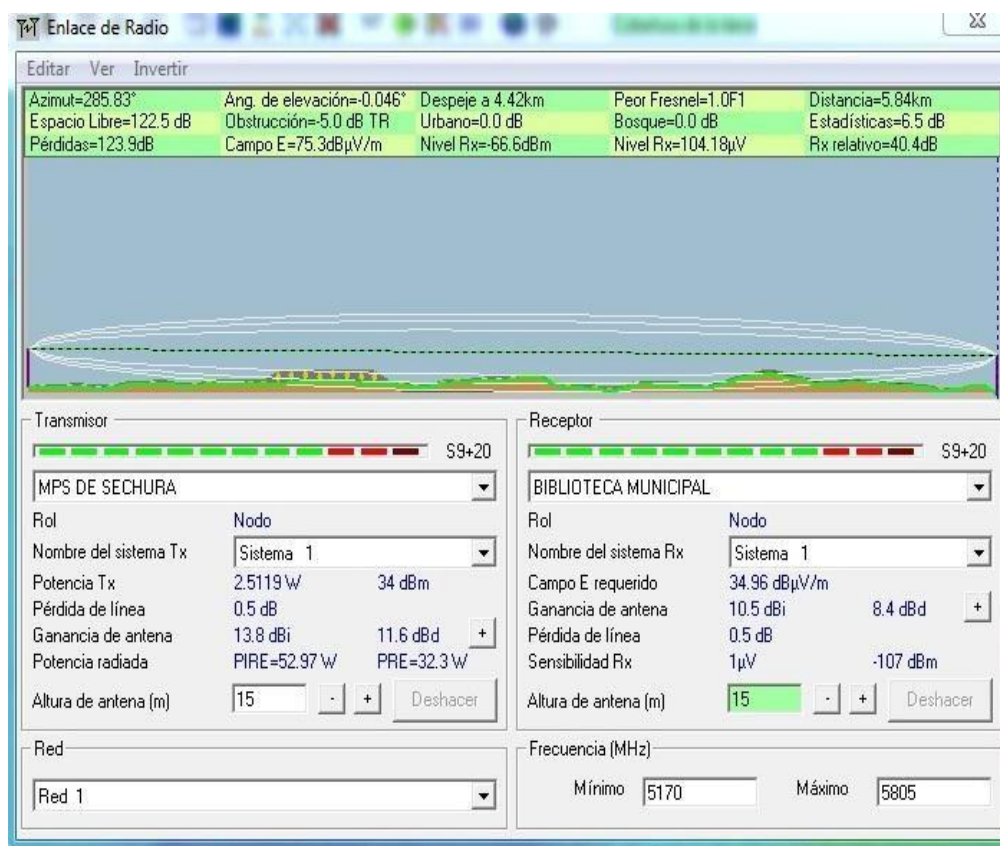 Enlace de Radio
Editar Ver Invertir
Azimut=285.83° Ang. de elevación=-0.046° Despeje a 4.42km Peor Fresnel=1.0F1 Distancia=5.84km
Espacio Libre=122.5 dB Obstrucción=-5.0 dB TR Urbano=0.0 dB Bosque=0.0 dB Estadísticas=6.5 dB
Pérdidas=123.9dB Campo E=75.3dBµV/m Nivel Rx=-66.6dBm Nivel Rx=104.18µV Rx relativo=40.4dB
Transmisor
S9+20
MPS DE SECHURA
Rol Nodo
Nombre del sistema Tx Sistema 1
Potencia Tx 2.5119 W 34 dBm
Pérdida de línea 0.5 dB
Ganancia de antena 13.8 dBi 11.6 dBd +
Potencia radiada PIRE=52.97 W PRE=32.3 W
Altura de antena (m) 15 - + Deshacer
Red
Red 1
Receptor
S9+20
BIBLIOTECA MUNICIPAL
Rol Nodo
Nombre del sistema Rx Sistema 1
Campo E requerido 34.96 dBµV/m
Ganancia de antena 10.5 dBi 8.4 dBd +
Pérdida de línea 0.5 dB
Sensibilidad Rx 1µV -107 dBm
Altura de antena (m) 15 - + Deshacer
Frecuencia (MHz)
Mínimo 5170 Máximo 5805